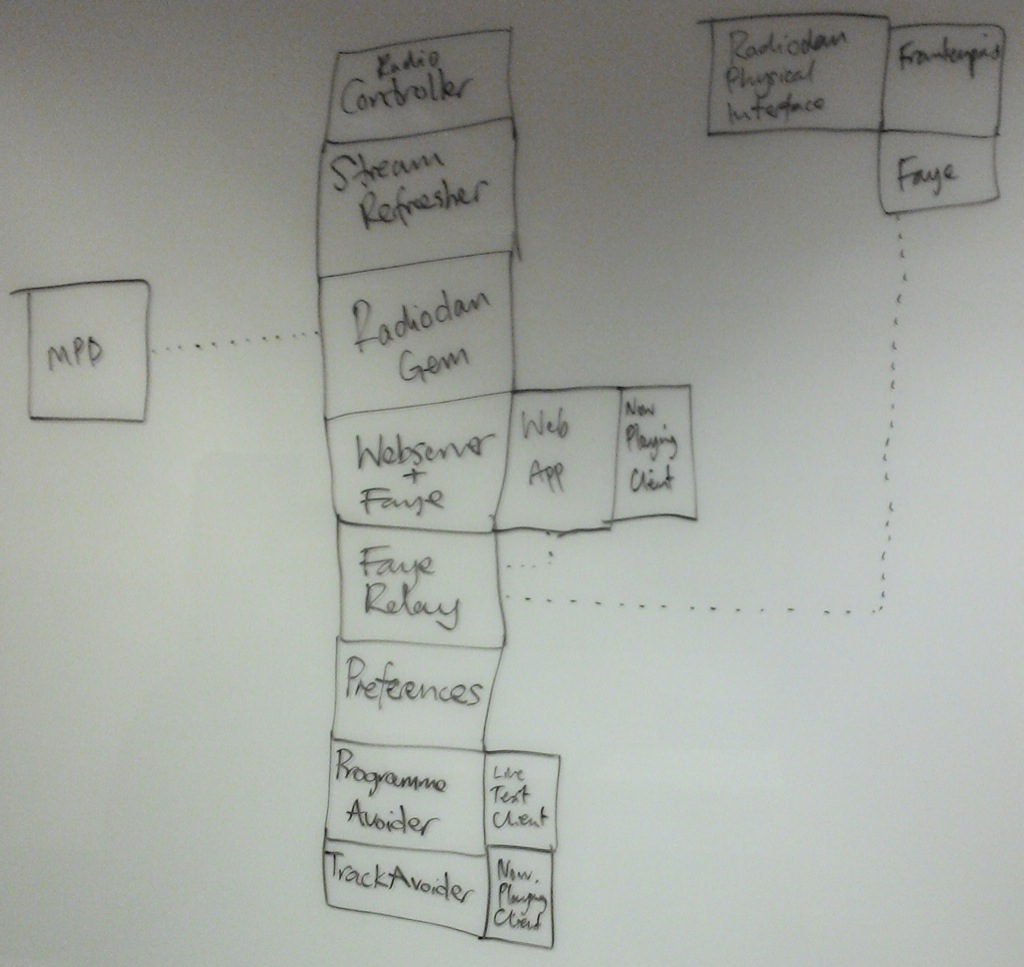 Radio
Controller
Stream
Refresher
Radiodan
Gem
Webserver
+
Faye
Web
App
Now
Playing
Client
Faye
Relay
Preferences
Programme
Avoider
Live
Text
Client
TrackAvoider
Now
Playing
Client
MPD
Radiodan
Physical
Interface
Frankenpins
Faye